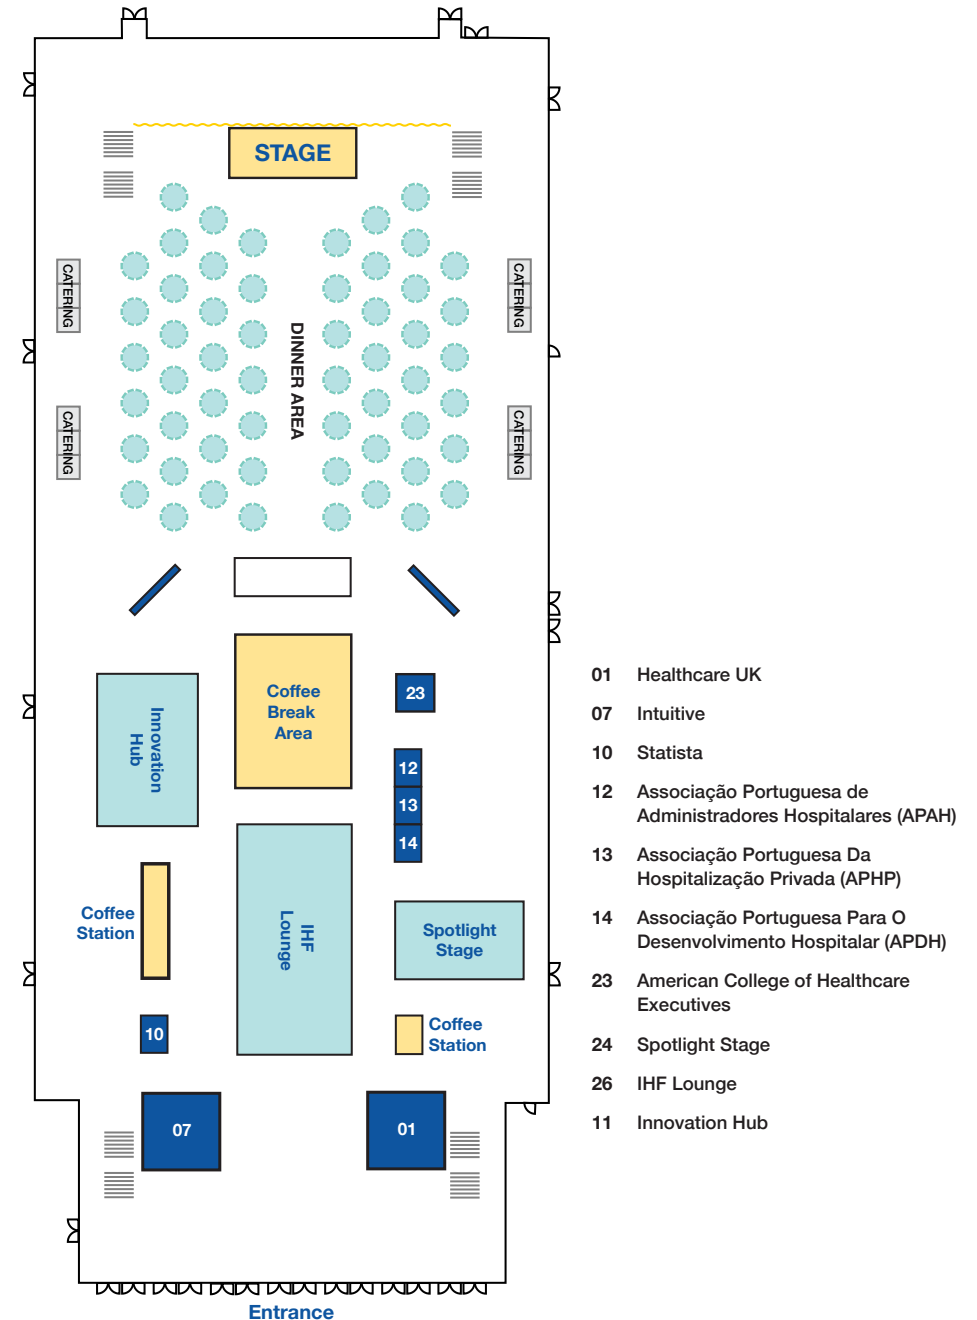 STAGE
CATERING
CATERING
DINNER AREA
CATERING
CATERING
Coffee
Break
Area
23
Innovation
Hub
12
13
14
Coffee
Station
IHF
Lounge
Spotlight
Stage
10
Coffee
Station
07
01
Entrance
01 Healthcare UK
07 Intuitive
10 Statista
12 Associação Portuguesa de
Administradores Hospitalares (APAH)
13 Associação Portuguesa Da
Hospitalização Privada (APHP)
14 Associação Portuguesa Para O
Desenvolvimento Hospitalar (APDH)
23 American College of Healthcare
Executives
24 Spotlight Stage
26 IHF Lounge
11 Innovation Hub